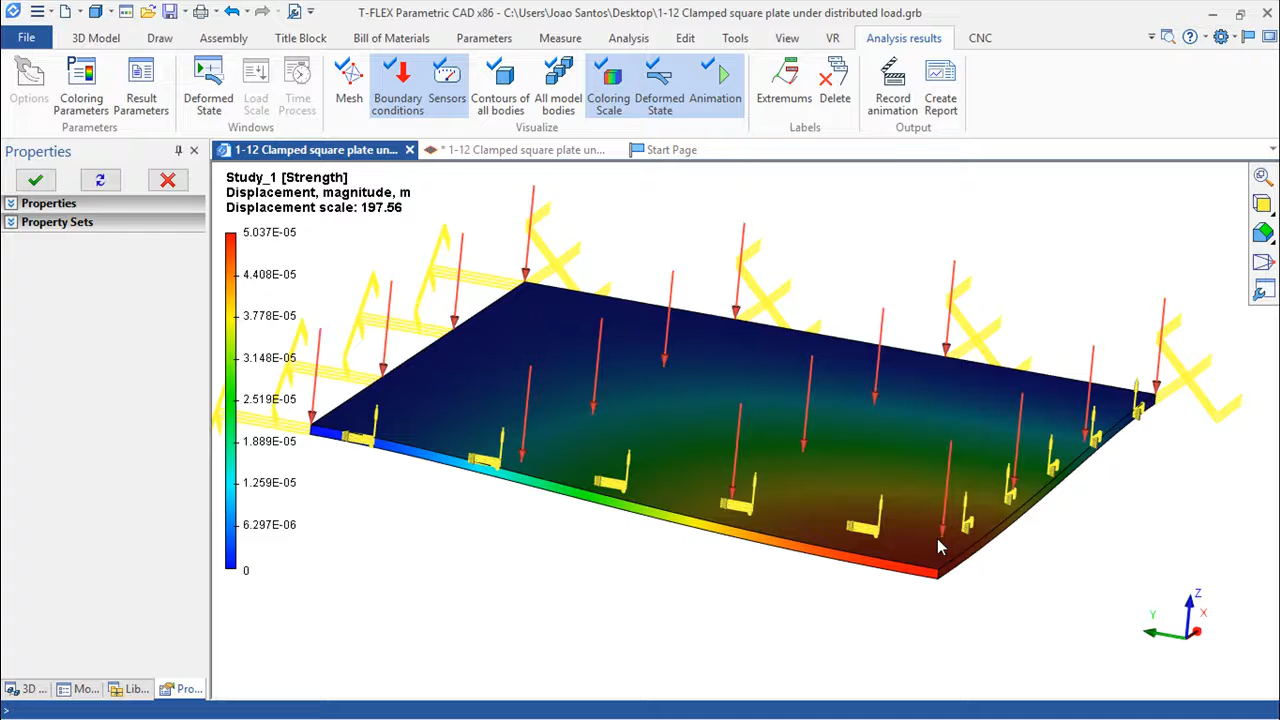 T-FLEX Parametric CAD x86 - C:\Users\Joao Santos\Desktop\1-12 Clamped square plate under distributed load.grb
File
3D Model
Draw
Assembly
Title Block
Bill of Materials
Parameters
Measure
Analysis
Edit
Tools
View
VR
Analysis results
CNC
Options
Coloring Parameters
Result Parameters
Deformed State
Load Scale
Time Process
Mesh
Boundary conditions
Sensors
Contours of all bodies
All model bodies
Coloring Scale
Deformed State
Animation
Extremums
Delete
Record animation
Create Report
Parameters
Windows
Visualize
Labels
Output
Properties
1-12 Clamped square plate un...
* 1-12 Clamped square plate un...
Start Page
Properties
Property Sets
Study_1 [Strength]
Displacement, magnitude, m
Displacement scale: 197.56
5.037E-05
4.408E-05
3.778E-05
3.148E-05
2.519E-05
1.889E-05
1.259E-05
6.297E-06
0
Z
Y
X
3D ...
Mo...
Lib...
Pro...
>